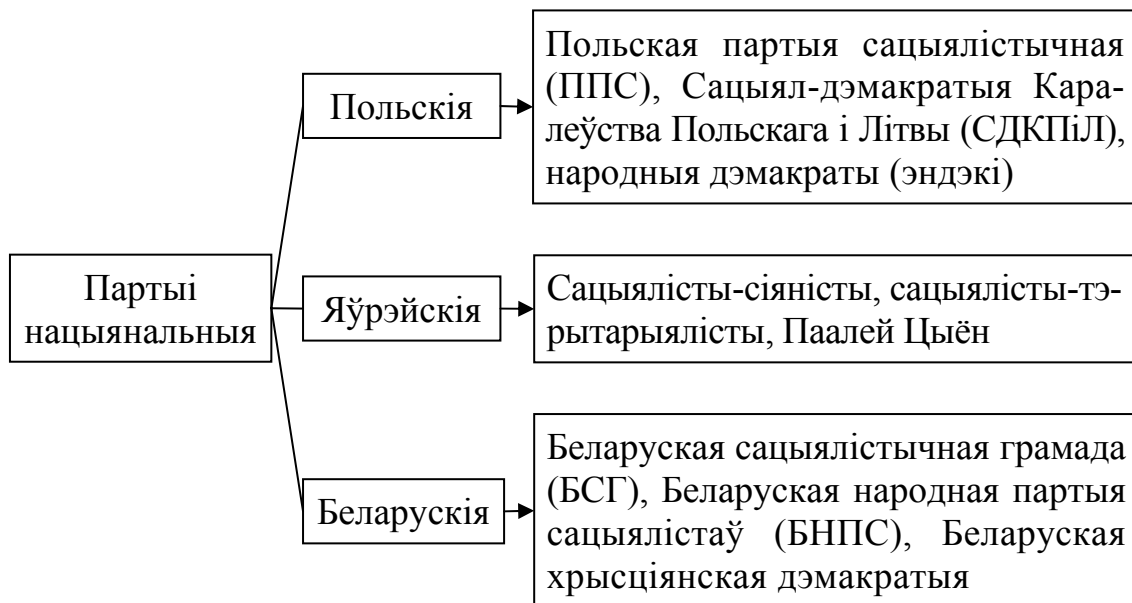 Партыі
нацыянальныя
Польскія
Польская партыя сацыялістычная
(ППС), Сацыял-дэмакратыя Кара-
леўства Польскага і Літвы (СДКПіЛ),
народныя дэмакраты (эндэкі)
Яўрэйскія
Сацыялісты-сіяністы, сацыялісты-тэ-
рытарыялісты, Паалей Цыён
Беларускія
Беларуская сацыялістычная грамада
(БСГ), Беларуская народная партыя
сацыялістаў (БНПС), Беларуская
хрысціянская дэмакратыя